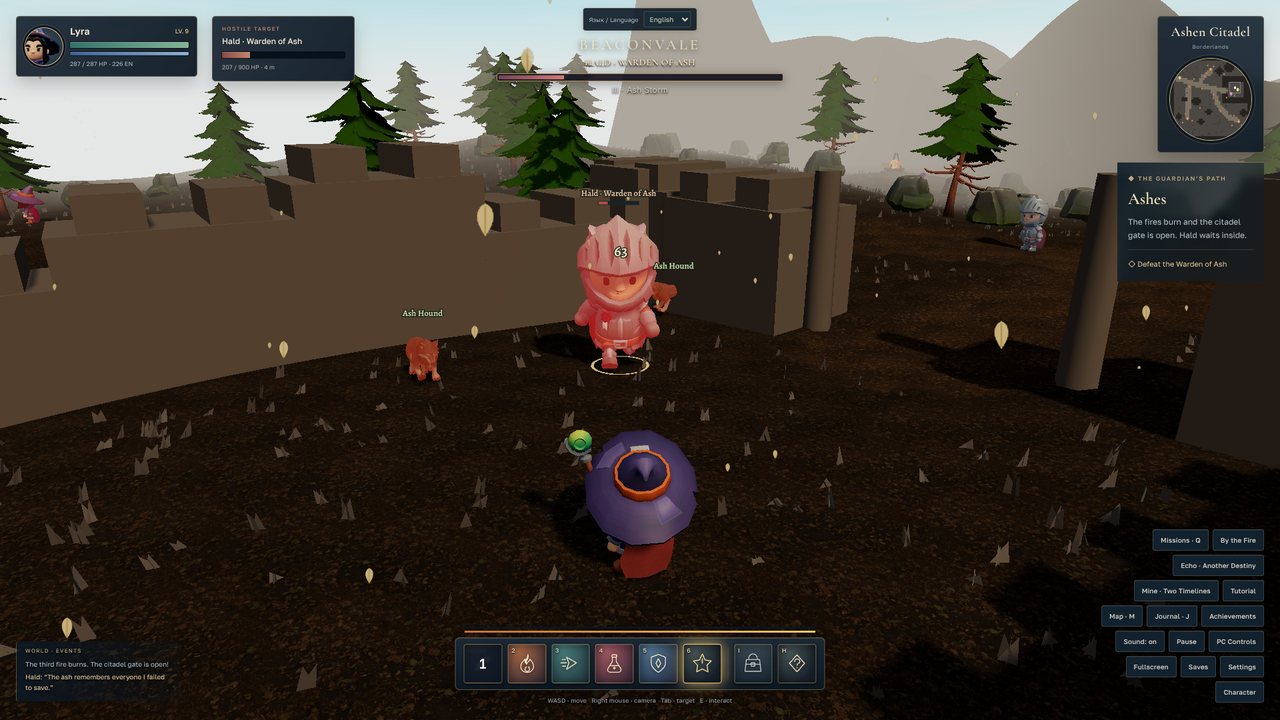 Lyra
LV. 9
287 / 287 HP · 226 EN
HOSTILE TARGET
Hald · Warden of Ash
207 / 900 HP · 4 m
Язык / Language
English
BEACONVALE
HALD · WARDEN OF ASH
III · Ash Storm
Ashen Citadel
Borderlands
◆ THE GUARDIAN'S PATH
Ashes
The fires burn and the citadel
gate is open. Hald waits inside.
◇ Defeat the Warden of Ash
Hald · Warden of Ash
63
Ash Hound
Ash Hound
WORLD · EVENTS
The third fire burns. The citadel gate is open!
Hald: "The ash remembers everyone I failed
to save."
1
2
3
4
5
6
I
H
WASD · move Right mouse · camera Tab · target E · interact
Missions · Q
By the Fire
Echo · Another Destiny
Mine · Two Timelines
Tutorial
Map · M
Journal · J
Achievements
Sound: on
Pause
PC Controls
Fullscreen
Saves
Settings
Character